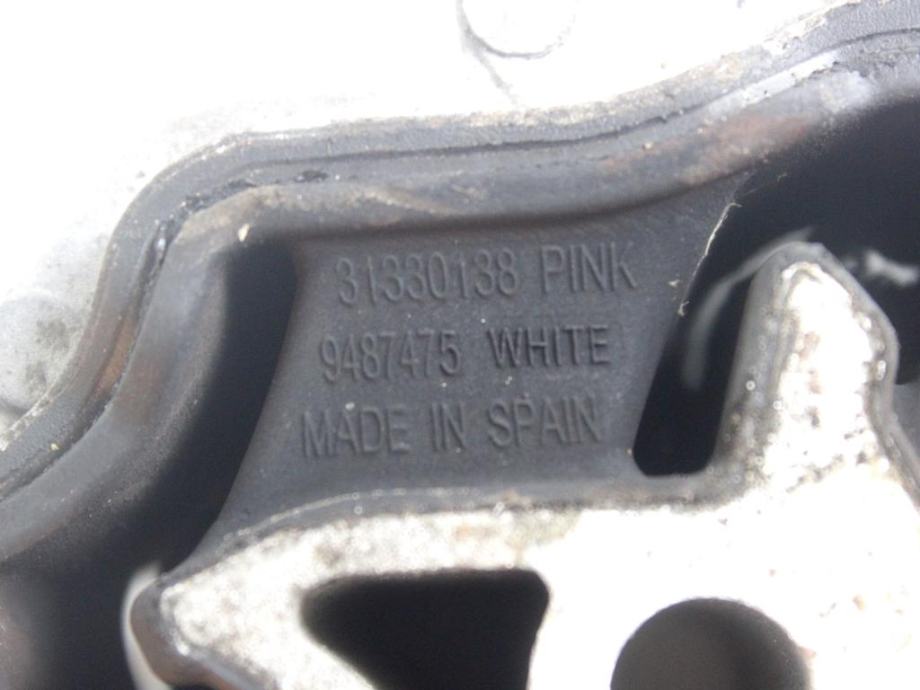 31330138 PINK
9487475 WHITE
MADE IN SPAIN